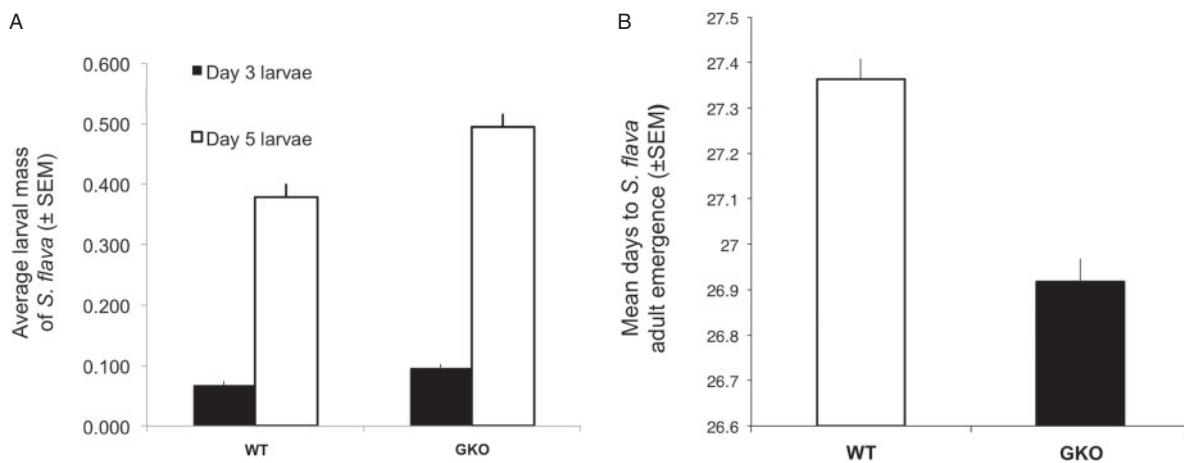 A
Average larval mass
of S. flava (± SEM)
0.600
0.500
0.400
0.300
0.200
0.100
0.000
Day 3 larvae
Day 5 larvae
WT
GKO
B
Mean days to S. flava
adult emergence (±SEM)
27.5
27.4
27.3
27.2
27.1
27
26.9
26.8
26.7
26.6
WT
GKO